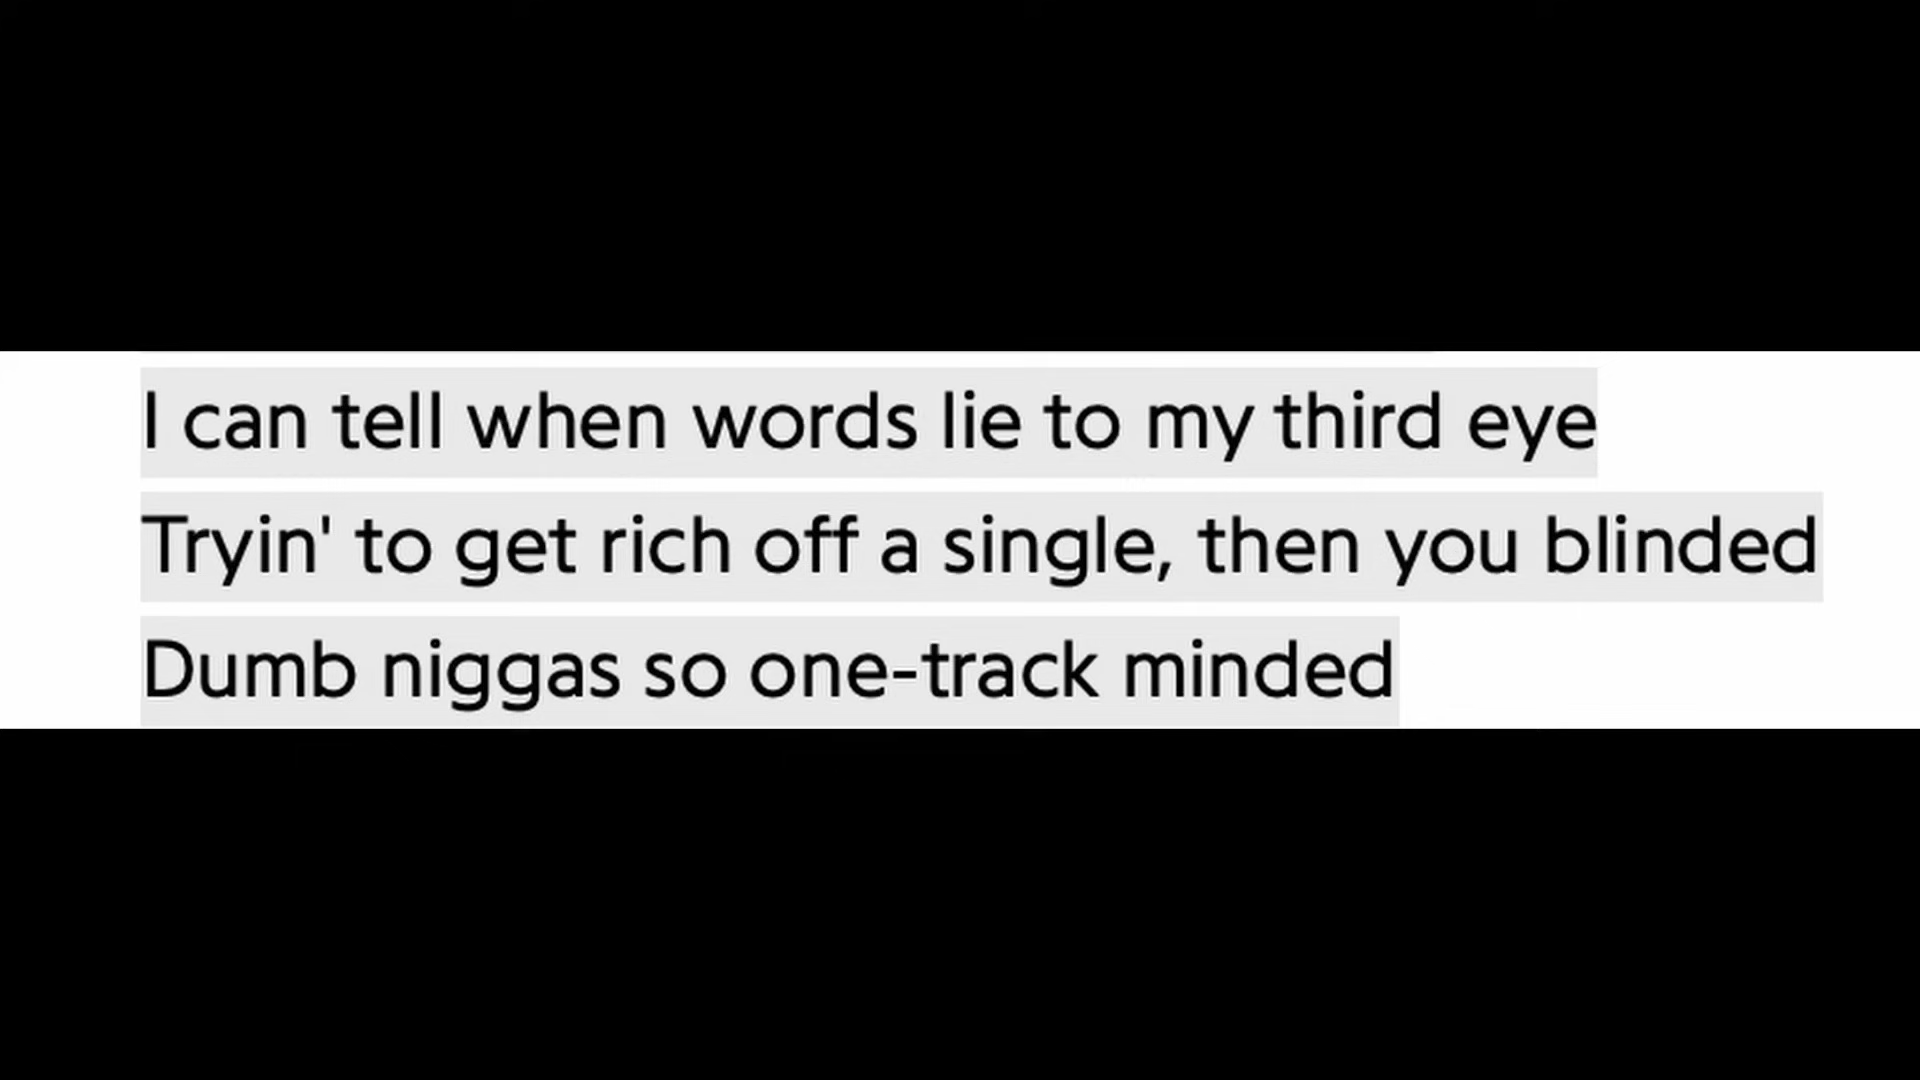 I can tell when words lie to my third eye
Tryin' to get rich off a single, then you blinded
Dumb niggas so one-track minded